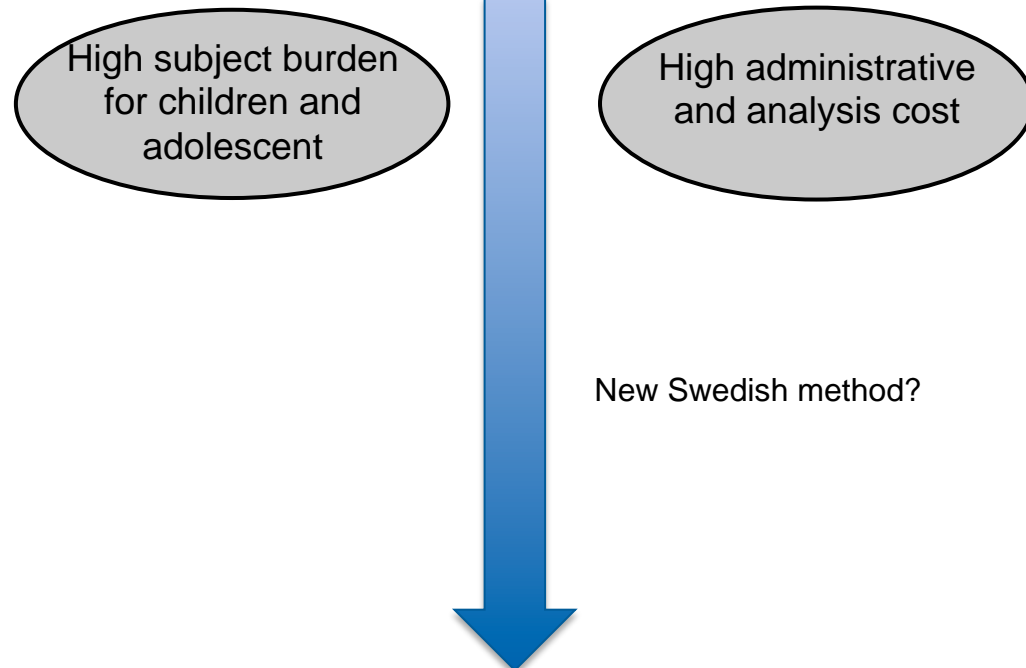 High subject burden
for children and
adolescent
High administrative
and analysis cost
New Swedish method?